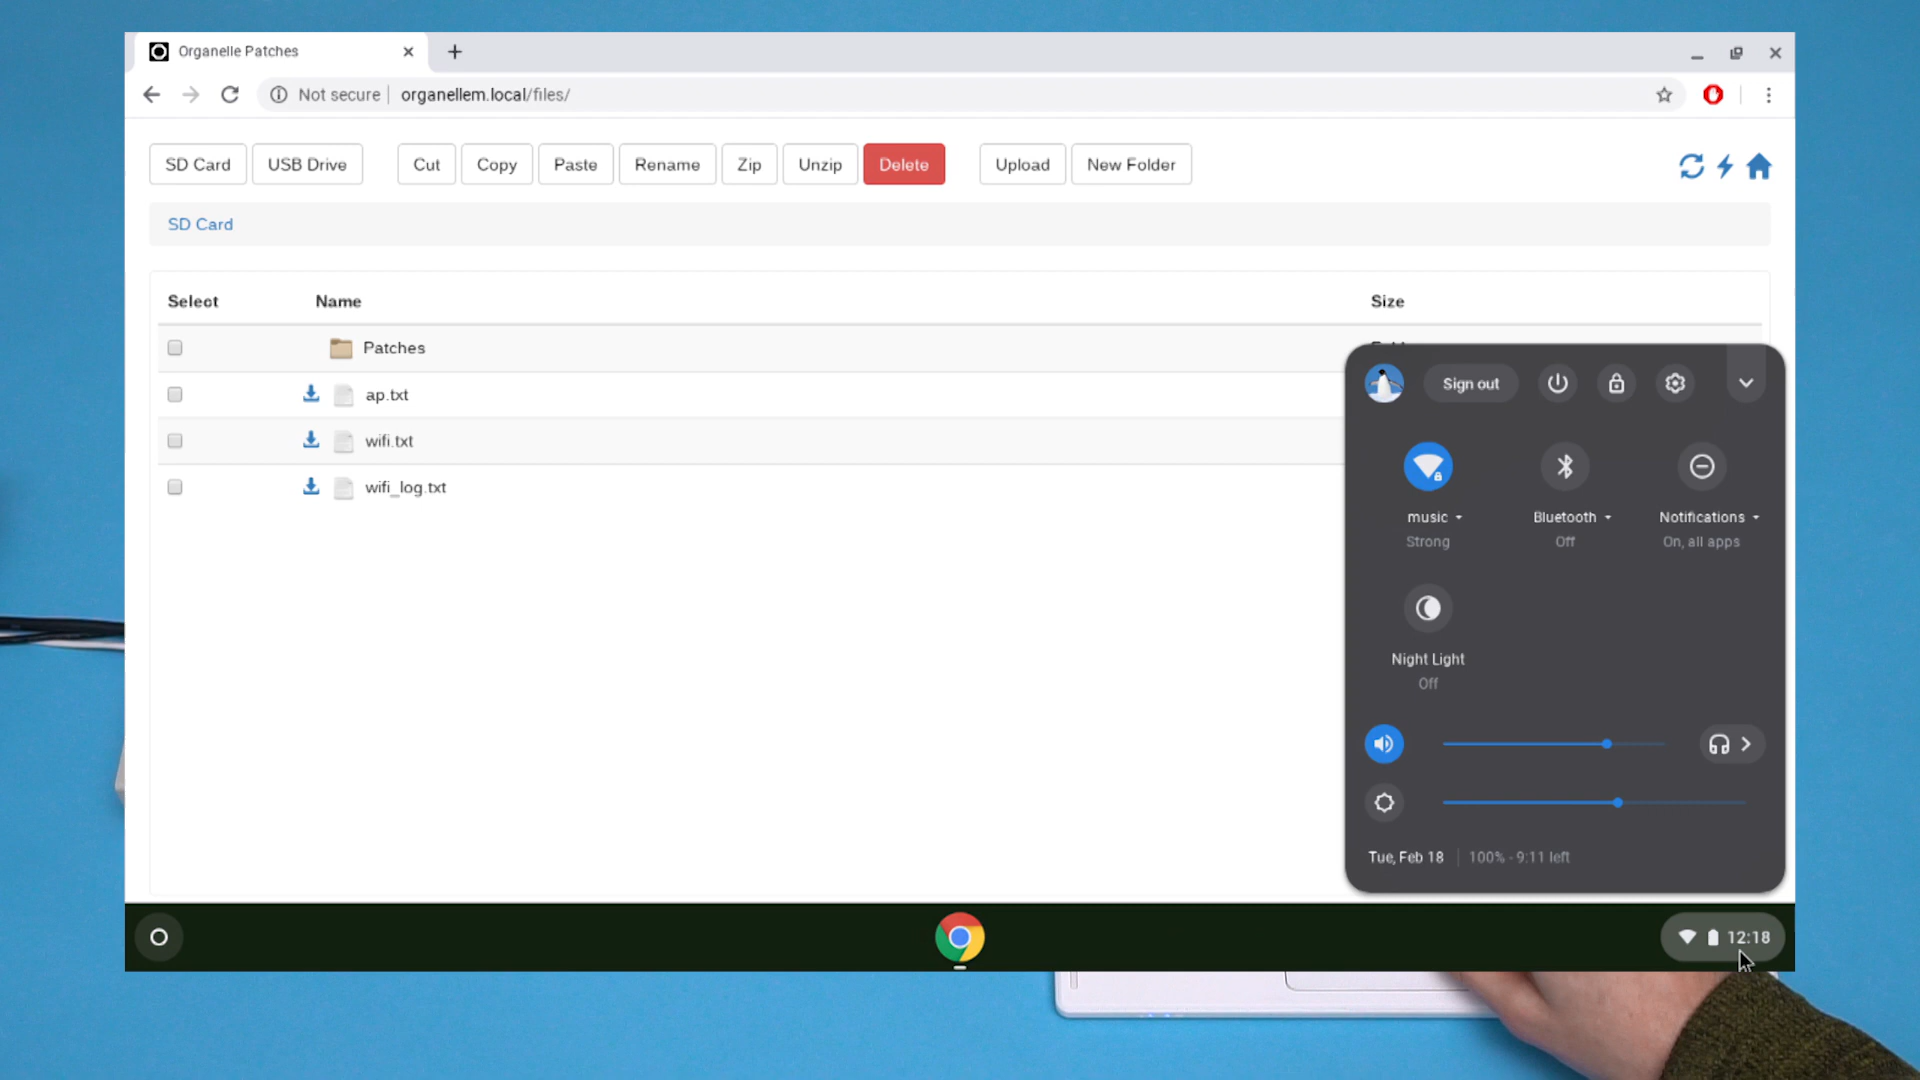 Organelle Patches
Not secure organellem.local/files/
SD Card USB Drive Cut Copy Paste Rename Zip Unzip Delete Upload New Folder
SD Card
Select Name Size
Patches
ap.txt
wifi.txt
wifi_log.txt
Sign out
music Bluetooth Notifications
Strong Off On, all apps
Night Light
Off
Tue, Feb 18 100% - 9:11 left
12:18